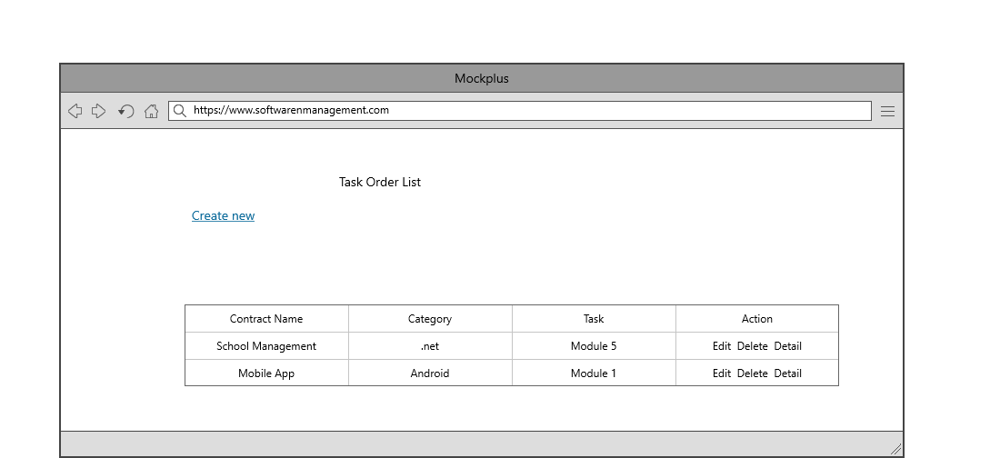 Mockplus
https://www.softwarenmanagement.com
Task Order List
Create new
Contract Name Category Task Action
School Management .net Module 5 Edit Delete Detail
Mobile App Android Module 1 Edit Delete Detail